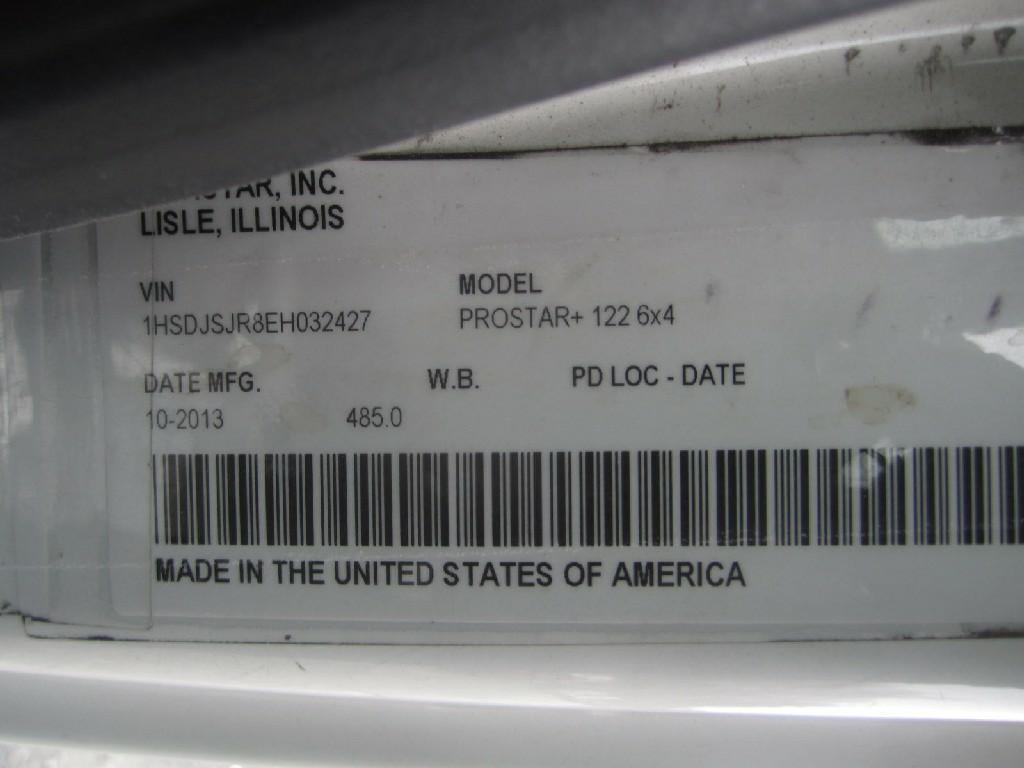 INC.
LISLE, ILLINOIS
VIN MODEL
1HSDJSJR8EH032427 PROSTAR+ 122 6x4
DATE MFG. W.B. PD LOC - DATE
10-2013 485.0
MADE IN THE UNITED STATES OF AMERICA